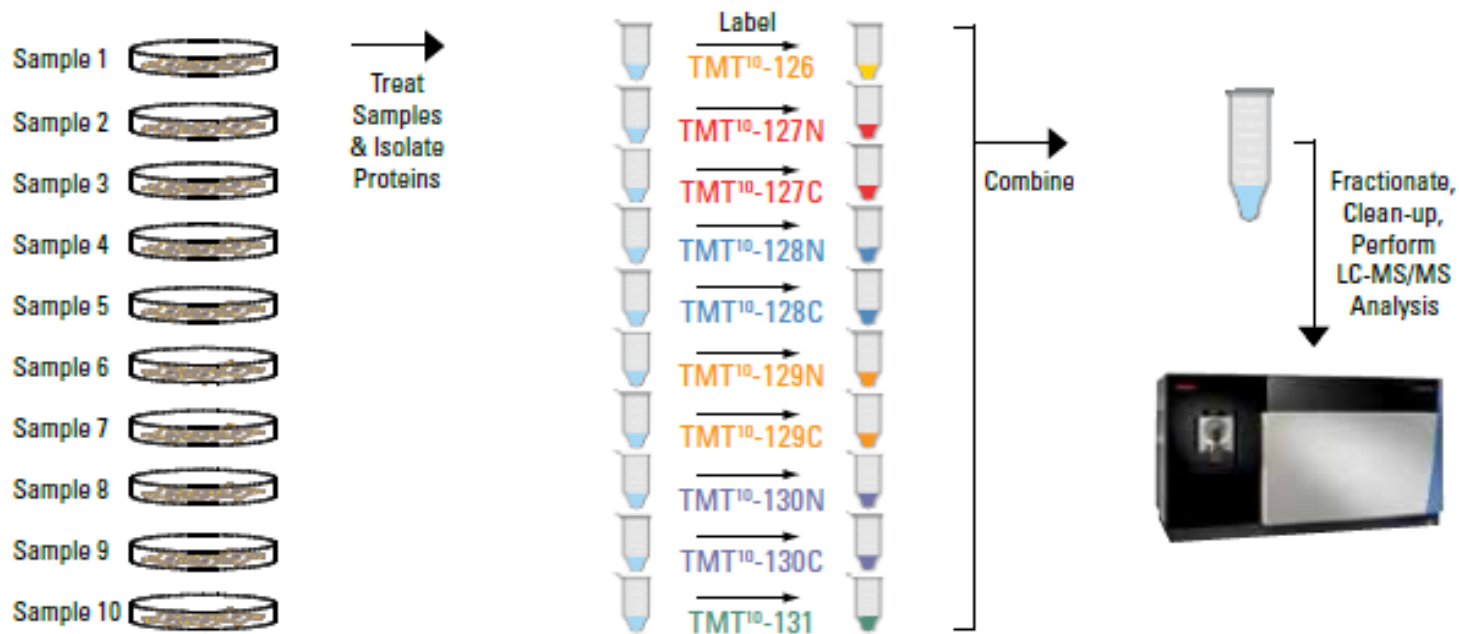 Sample 1
Sample 2
Sample 3
Sample 4
Sample 5
Sample 6
Sample 7
Sample 8
Sample 9
Sample 10
Treat
Samples
& Isolate
Proteins
Label
TMT¹⁰-126
TMT¹⁰-127N
TMT¹⁰-127C
TMT¹⁰-128N
TMT¹⁰-128C
TMT¹⁰-129N
TMT¹⁰-129C
TMT¹⁰-130N
TMT¹⁰-130C
TMT¹⁰-131
Combine
Fractionate,
Clean-up,
Perform
LC-MS/MS
Analysis